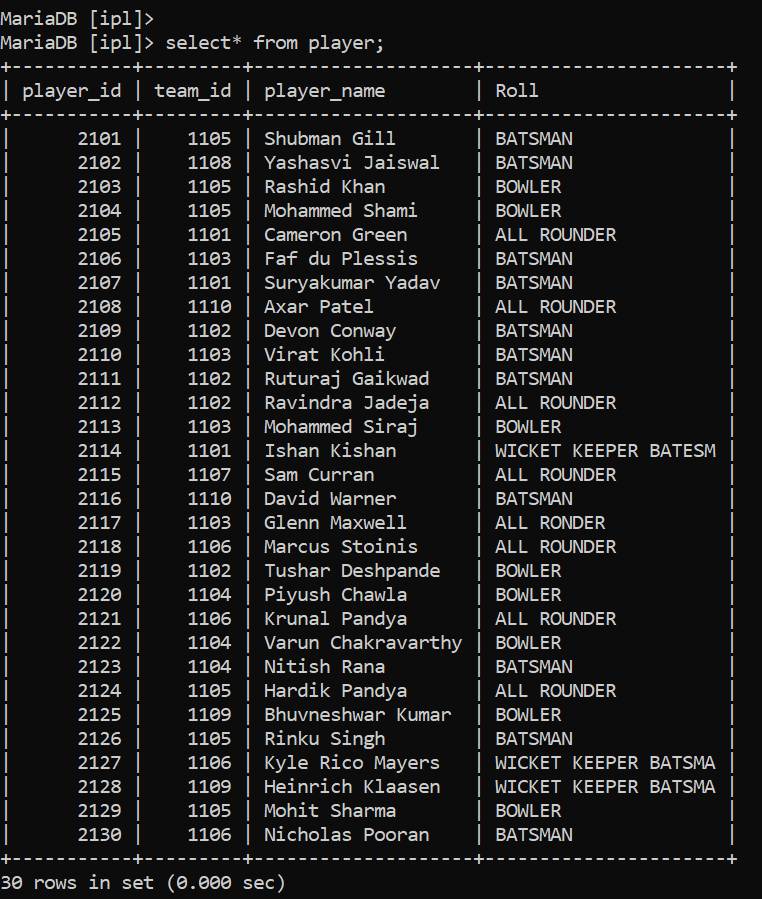 MariaDB [ipl]>
MariaDB [ipl]> select* from player;
+-----------+---------+--------------------+----------------------+
| player_id | team_id | player_name        | Roll                 |
+-----------+---------+--------------------+----------------------+
|      2101 |    1105 | Shubman Gill       | BATSMAN              |
|      2102 |    1108 | Yashasvi Jaiswal   | BATSMAN              |
|      2103 |    1105 | Rashid Khan        | BOWLER               |
|      2104 |    1105 | Mohammed Shami     | BOWLER               |
|      2105 |    1101 | Cameron Green      | ALL ROUNDER          |
|      2106 |    1103 | Faf du Plessis     | BATSMAN              |
|      2107 |    1101 | Suryakumar Yadav   | BATSMAN              |
|      2108 |    1110 | Axar Patel         | ALL ROUNDER          |
|      2109 |    1102 | Devon Conway       | BATSMAN              |
|      2110 |    1103 | Virat Kohli        | BATSMAN              |
|      2111 |    1102 | Ruturaj Gaikwad    | BATSMAN              |
|      2112 |    1102 | Ravindra Jadeja    | ALL ROUNDER          |
|      2113 |    1103 | Mohammed Siraj     | BOWLER               |
|      2114 |    1101 | Ishan Kishan       | WICKET KEEPER BATESM |
|      2115 |    1107 | Sam Curran         | ALL ROUNDER          |
|      2116 |    1110 | David Warner       | BATSMAN              |
|      2117 |    1103 | Glenn Maxwell      | ALL RONDER           |
|      2118 |    1106 | Marcus Stoinis     | ALL ROUNDER          |
|      2119 |    1102 | Tushar Deshpande   | BOWLER               |
|      2120 |    1104 | Piyush Chawla      | BOWLER               |
|      2121 |    1106 | Krunal Pandya      | ALL ROUNDER          |
|      2122 |    1104 | Varun Chakravarthy | BOWLER               |
|      2123 |    1104 | Nitish Rana        | BATSMAN              |
|      2124 |    1105 | Hardik Pandya      | ALL ROUNDER          |
|      2125 |    1109 | Bhuvneshwar Kumar  | BOWLER               |
|      2126 |    1105 | Rinku Singh        | BATSMAN              |
|      2127 |    1106 | Kyle Rico Mayers   | WICKET KEEPER BATSMA |
|      2128 |    1109 | Heinrich Klaasen   | WICKET KEEPER BATSMA |
|      2129 |    1105 | Mohit Sharma       | BOWLER               |
|      2130 |    1106 | Nicholas Pooran    | BATSMAN              |
+-----------+---------+--------------------+----------------------+
30 rows in set (0.000 sec)